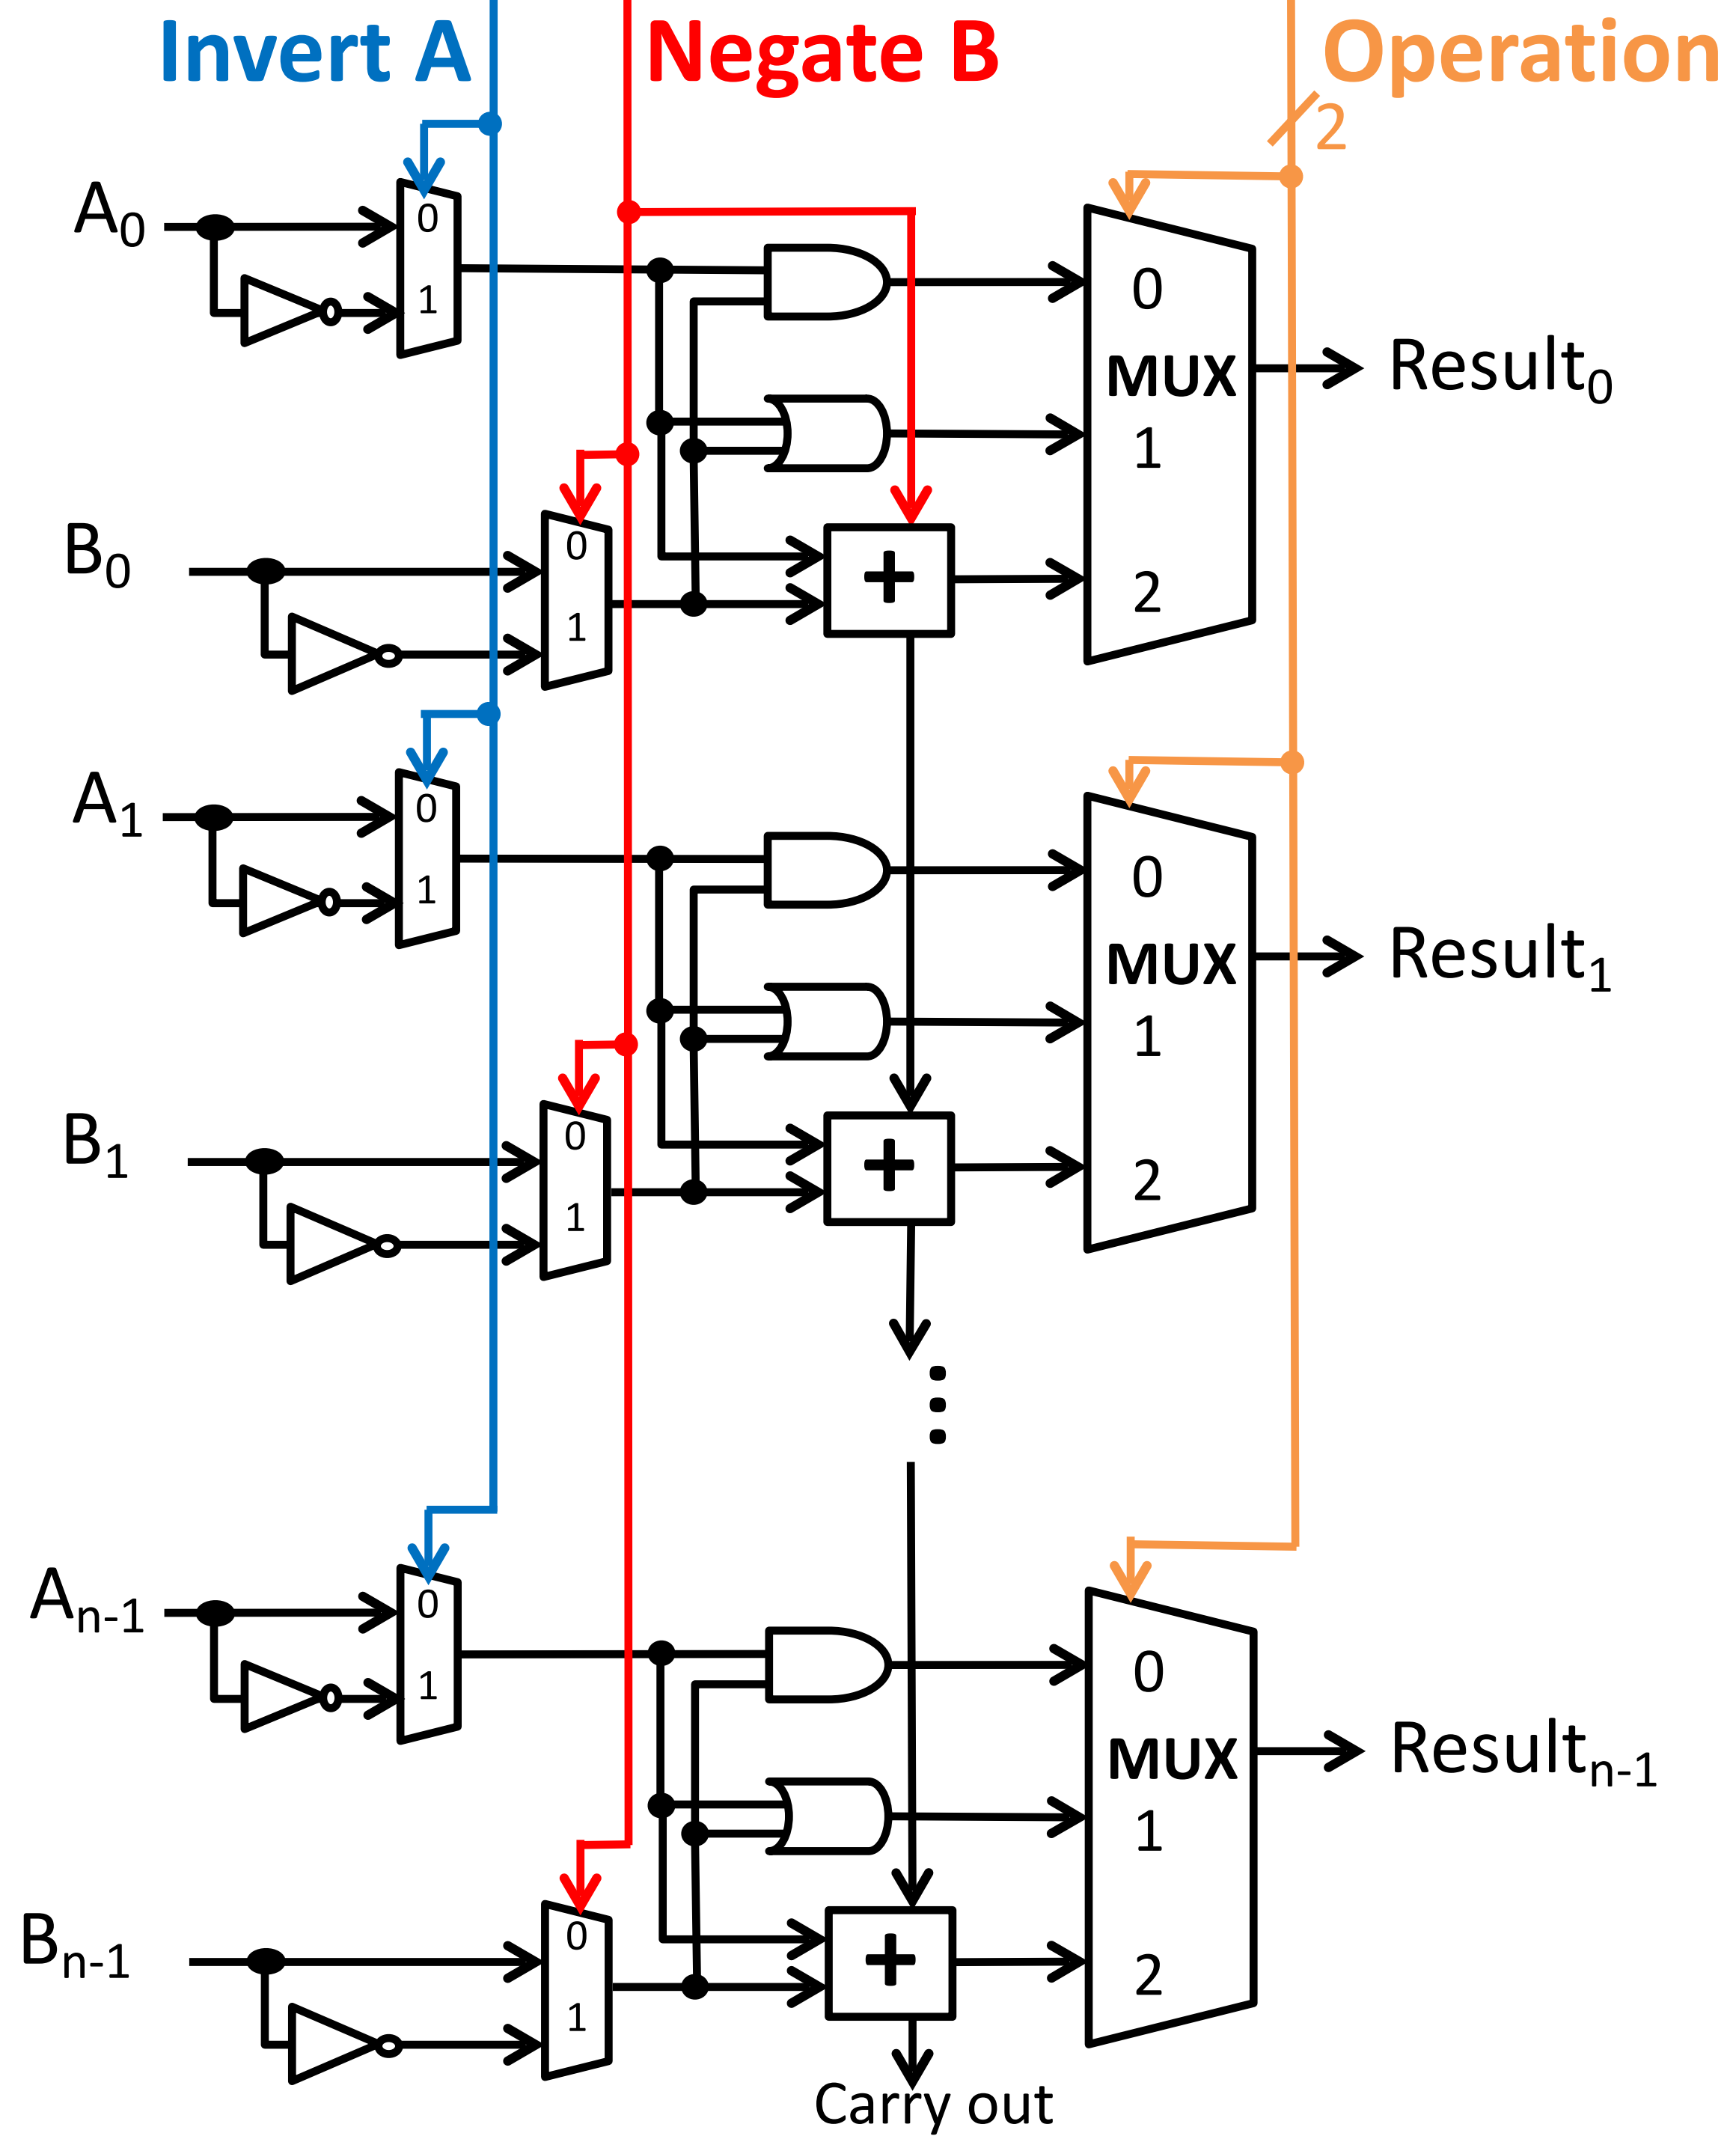 Invert A Negate B Operation
2
A0
0
1
0
MUX
1
2
Result0
B0
0
1
+
A1
0
1
0
MUX
1
2
Result1
B1
0
1
+
An-1
0
1
0
MUX
1
2
Resultn-1
Bn-1
0
1
+
Carry out